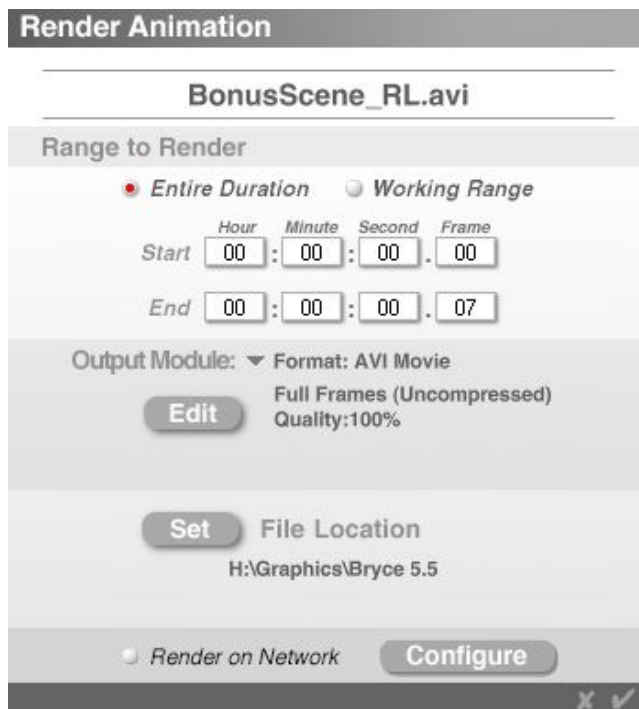 Render Animation
BonusScene_RL.avi
Range to Render
Entire Duration Working Range
Hour Minute Second Frame
Start 00 : 00 : 00 . 00
End 00 : 00 : 00 . 07
Output Module: Format: AVI Movie
Edit Full Frames (Uncompressed)
Quality:100%
Set File Location
H:\Graphics\Bryce 5.5
Render on Network Configure